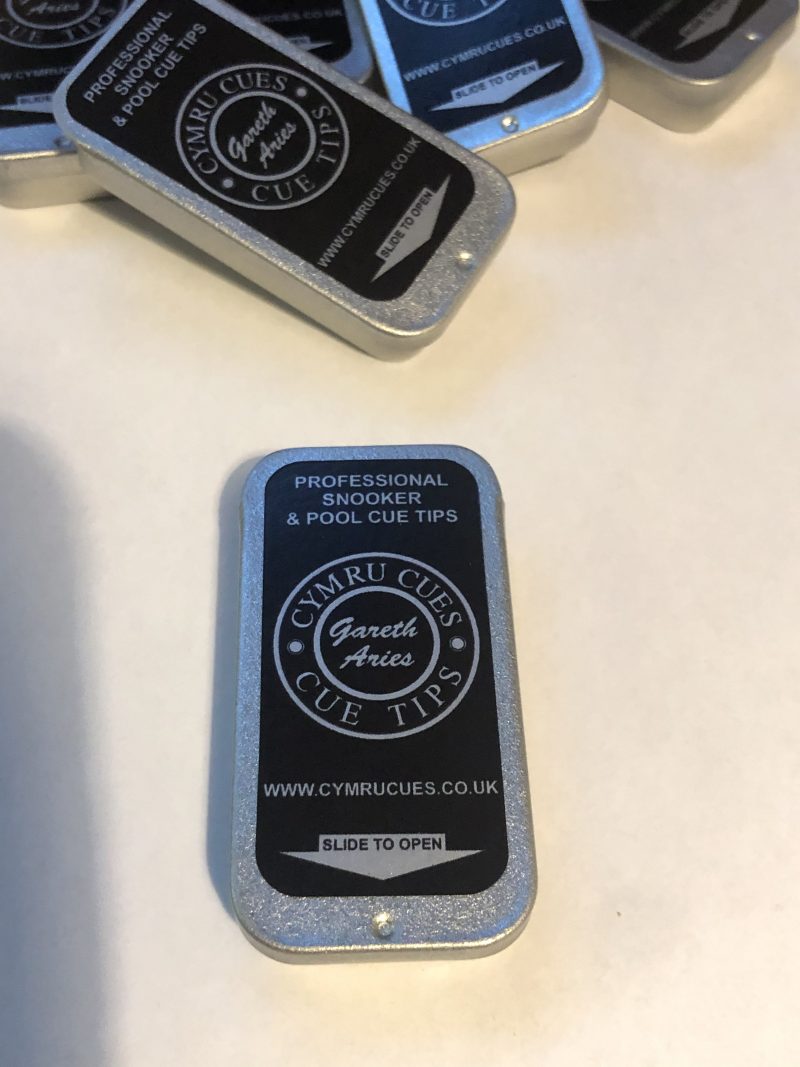 CUE TIPS
WWW.CYMRUCUES.CO.UK
SLIDE TO OPEN
PROFESSIONAL
SNOOKER
& POOL CUE TIPS
CYMRU CUES
Gareth
Aries
CUE TIPS
WWW.CYMRUCUES.CO.UK
SLIDE TO OPEN
PROFESSIONAL
SNOOKER
& POOL CUE TIPS
CYMRU CUES
Gareth
Aries
CUE TIPS
WWW.CYMRUCUES.CO.UK
SLIDE TO OPEN